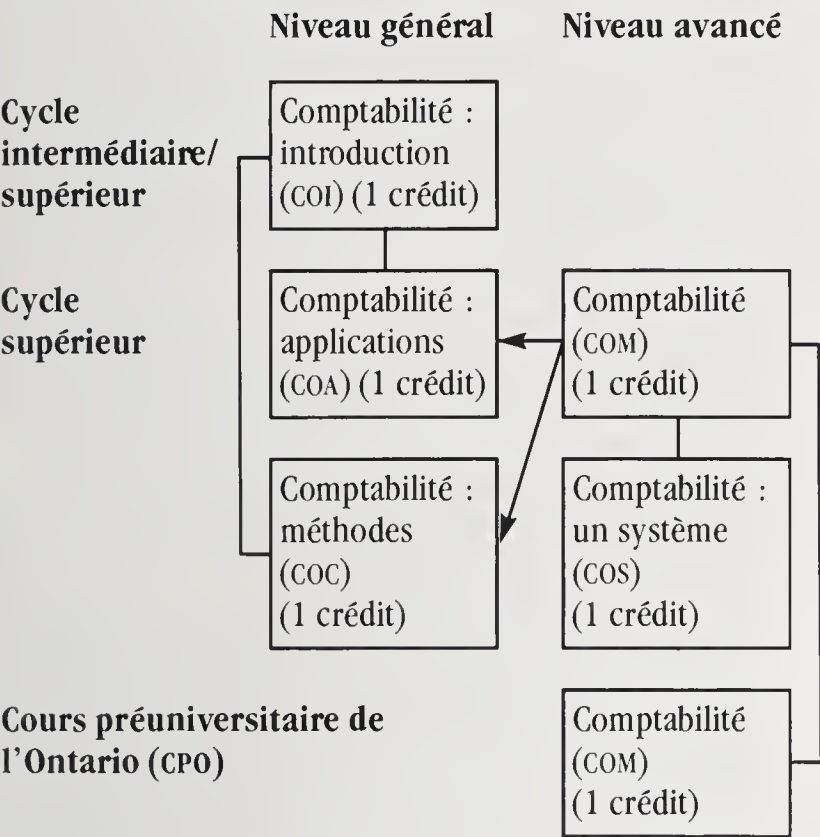 Niveau général
Niveau avancé
Cycle
intermédiaire/
supérieur
Comptabilité :
introduction
(COI) (1 crédit)
Cycle
supérieur
Comptabilité :
applications
(COA) (1 crédit)
Comptabilité
(COM)
(1 crédit)
Comptabilité :
méthodes
(COC)
(1 crédit)
Comptabilité :
un système
(COS)
(1 crédit)
Cours préuniversitaire de
l'Ontario (CPO)
Comptabilité
(COM)
(1 crédit)